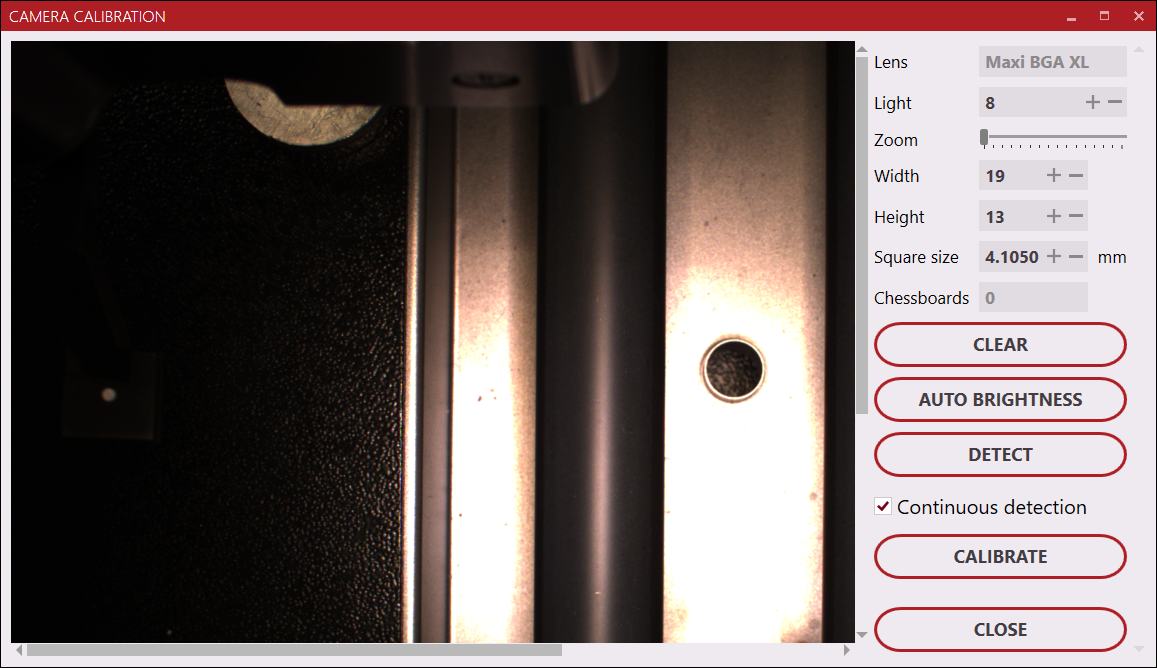 CAMERA CALIBRATION
Lens Maxi BGA XL
Light 8
Zoom
Width 19
Height 13
Square size 4.1050 mm
Chessboards 0
CLEAR
AUTO BRIGHTNESS
DETECT
Continuous detection
CALIBRATE
CLOSE